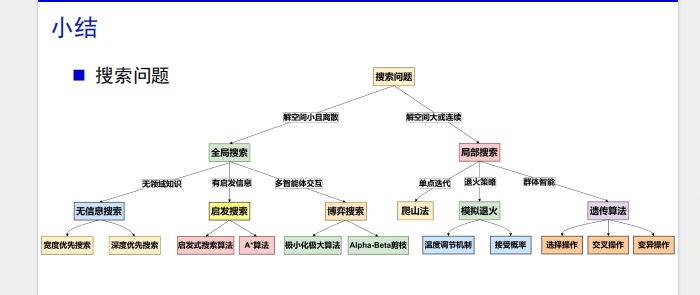 小结
搜索问题
搜索问题
解空间小且离散
解空间大或连续
全局搜索
局部搜索
无领域知识
有启发信息
多智能体交互
单点迭代
退火策略
群体智能
无信息搜索
启发搜索
博弈搜索
爬山法
模拟退火
遗传算法
宽度优先搜索
深度优先搜索
启发式搜索算法
A*算法
极小化极大算法
Alpha-Beta剪枝
温度调节机制
接受概率
选择操作
交叉操作
变异操作